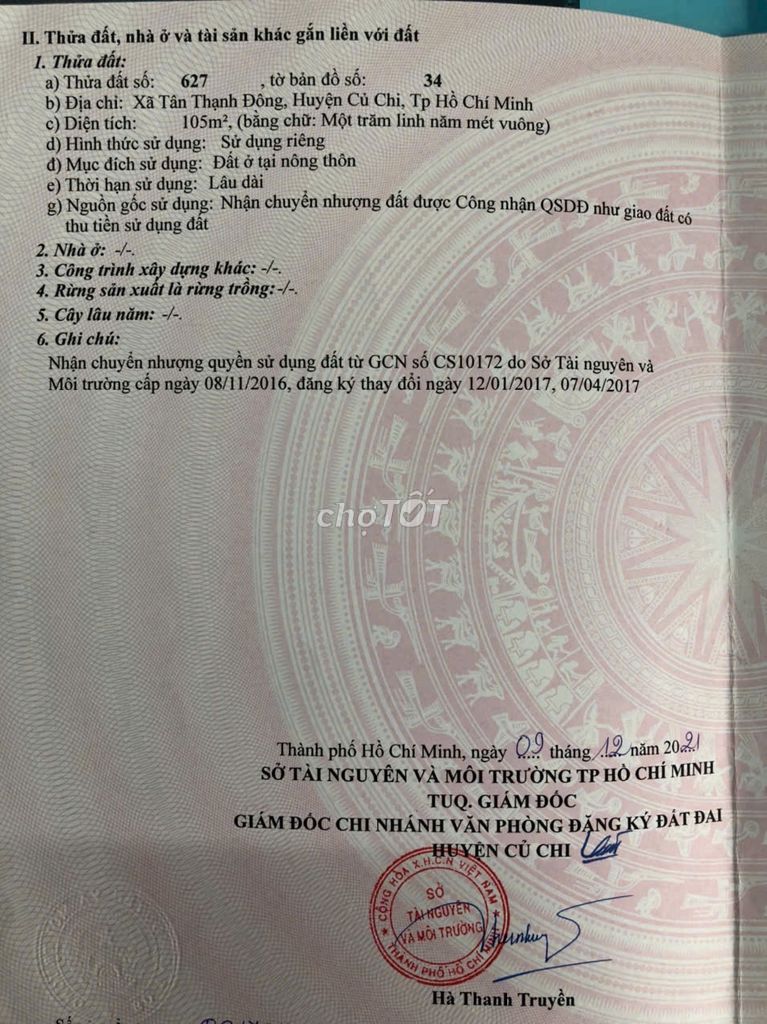 II. Thửa đất, nhà ở và tài sản khác gắn liền với đất
1. Thửa đất:
a) Thửa đất số: 627 , tờ bản đồ số: 34
b) Địa chỉ: Xã Tân Thạnh Đông, Huyện Củ Chi, Tp Hồ Chí Minh
c) Diện tích: 105m², (bằng chữ: Một trăm linh năm mét vuông)
d) Hình thức sử dụng: Sử dụng riêng
đ) Mục đích sử dụng: Đất ở tại nông thôn
e) Thời hạn sử dụng: Lâu dài
g) Nguồn gốc sử dụng: Nhận chuyển nhượng đất được Công nhận QSDĐ như giao đất có
thu tiền sử dụng đất
2. Nhà ở: -/-.
3. Công trình xây dựng khác: -/-.
4. Rừng sản xuất là rừng trồng:-/-.
5. Cây lâu năm: -/-.
6. Ghi chú:
Nhận chuyển nhượng quyền sử dụng đất từ GCN số CS10172 do Sở Tài nguyên và
Môi trường cấp ngày 08/11/2016, đăng ký thay đổi ngày 12/01/2017, 07/04/2017
chợTỐT
Thành phố Hồ Chí Minh, ngày 09 tháng 12 năm 2021
SỞ TÀI NGUYÊN VÀ MÔI TRƯỜNG TP HỒ CHÍ MINH
TUQ. GIÁM ĐỐC
GIÁM ĐỐC CHI NHÁNH VĂN PHÒNG ĐĂNG KÝ ĐẤT ĐAI
HUYỆN CỦ CHI
CỘNG HÒA X.H.C.N VIỆT NAM
SỞ
TÀI NGUYÊN
VÀ MÔI TRƯỜNG
THÀNH PHỐ HỒ CHÍ MINH
Hà Thanh Truyền